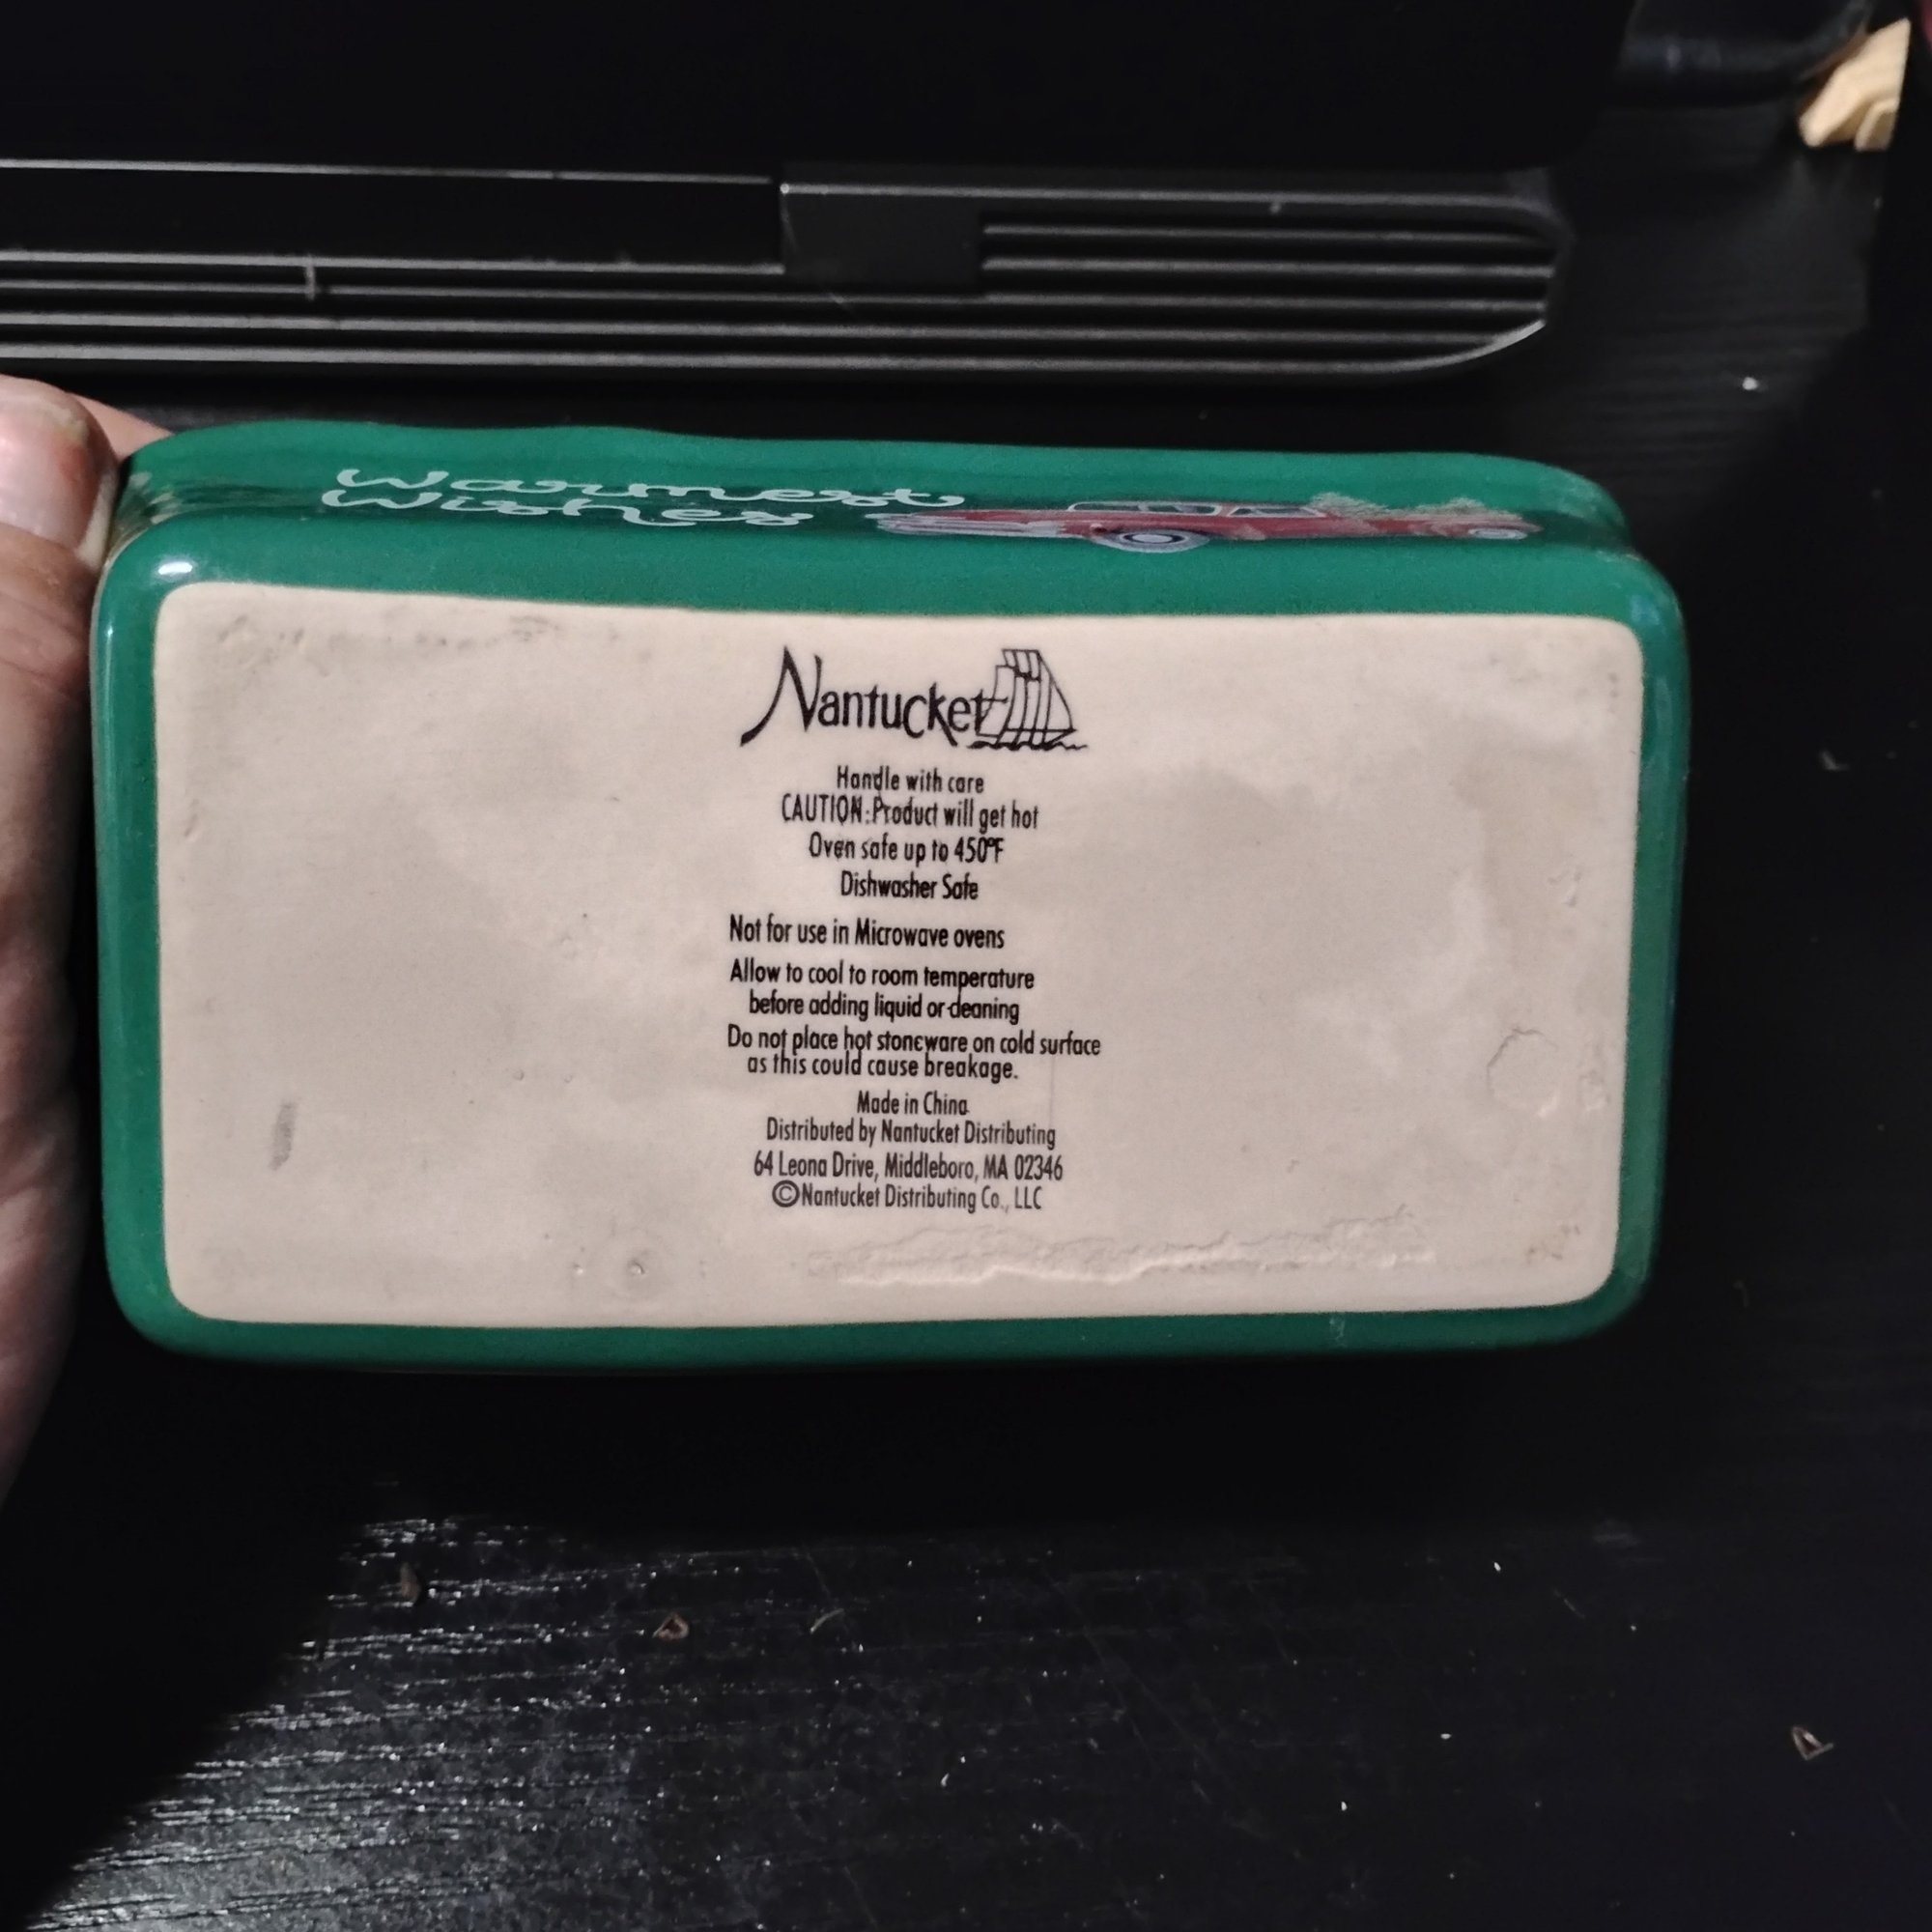 Warmest
Wishes
Nantucket
Handle with care
CAUTION: Product will get hot
Oven safe up to 450°F
Dishwasher Safe
Not for use in Microwave ovens
Allow to cool to room temperature
before adding liquid or cleaning
Do not place hot stoneware on cold surface
as this could cause breakage.
Made in China
Distributed by Nantucket Distributing
64 Leona Drive, Middleboro, MA 02346
©Nantucket Distributing Co., LLC